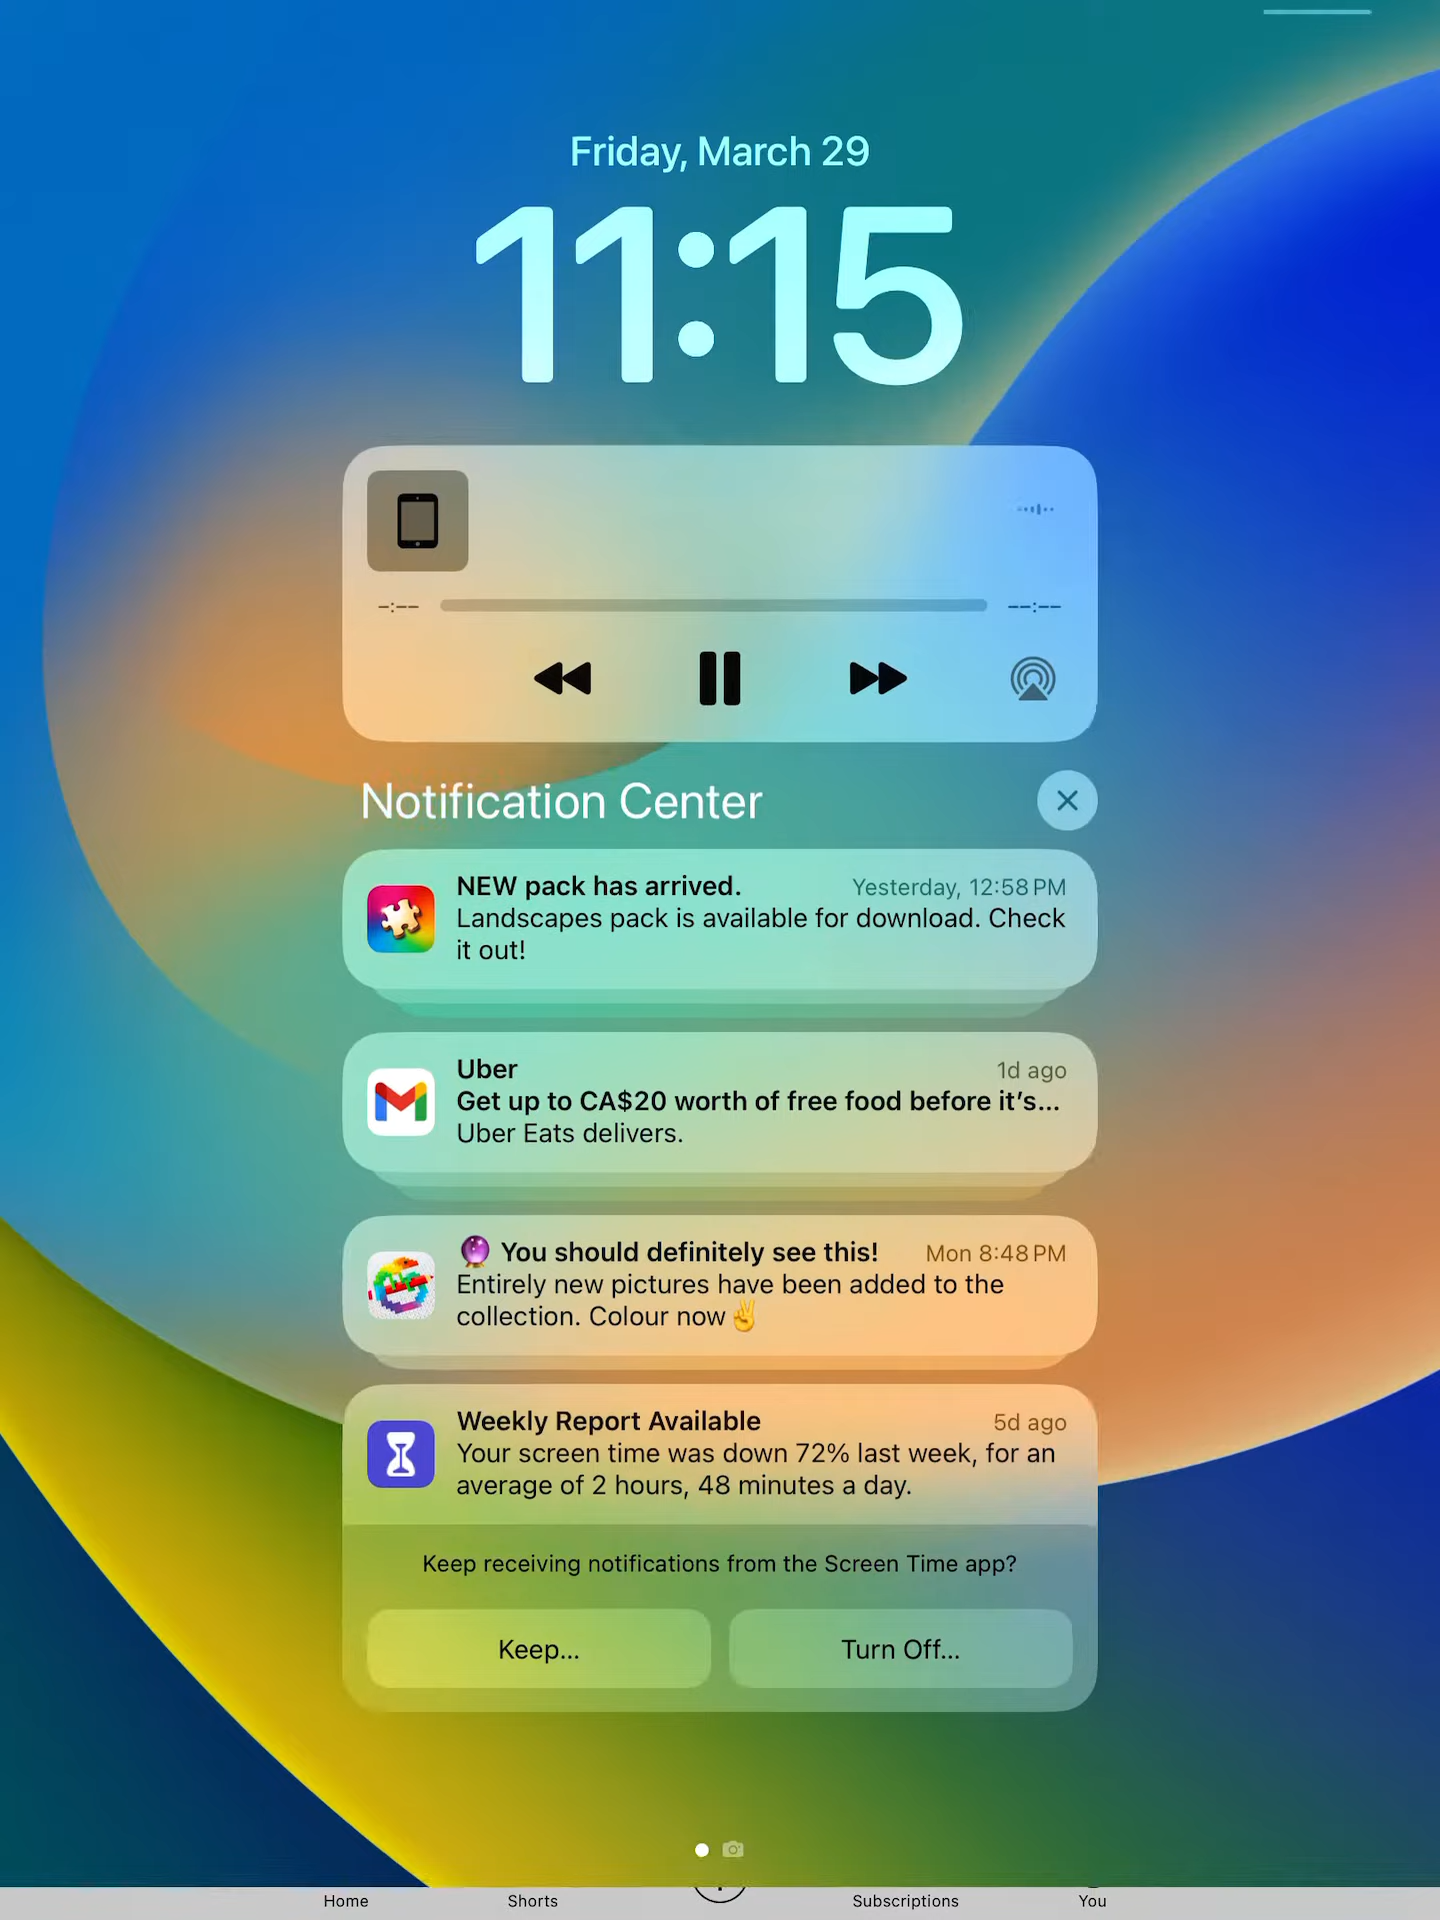 Friday, March 29
11:15
-:-- --:--
Notification Center
NEW pack has arrived. Yesterday, 12:58 PM
Landscapes pack is available for download. Check
it out!
Uber 1d ago
Get up to CA$20 worth of free food before it's...
Uber Eats delivers.
🔮 You should definitely see this! Mon 8:48 PM
Entirely new pictures have been added to the
collection. Colour now✌️
Weekly Report Available 5d ago
Your screen time was down 72% last week, for an
average of 2 hours, 48 minutes a day.
Keep receiving notifications from the Screen Time app?
Keep... Turn Off...
Home Shorts Subscriptions You